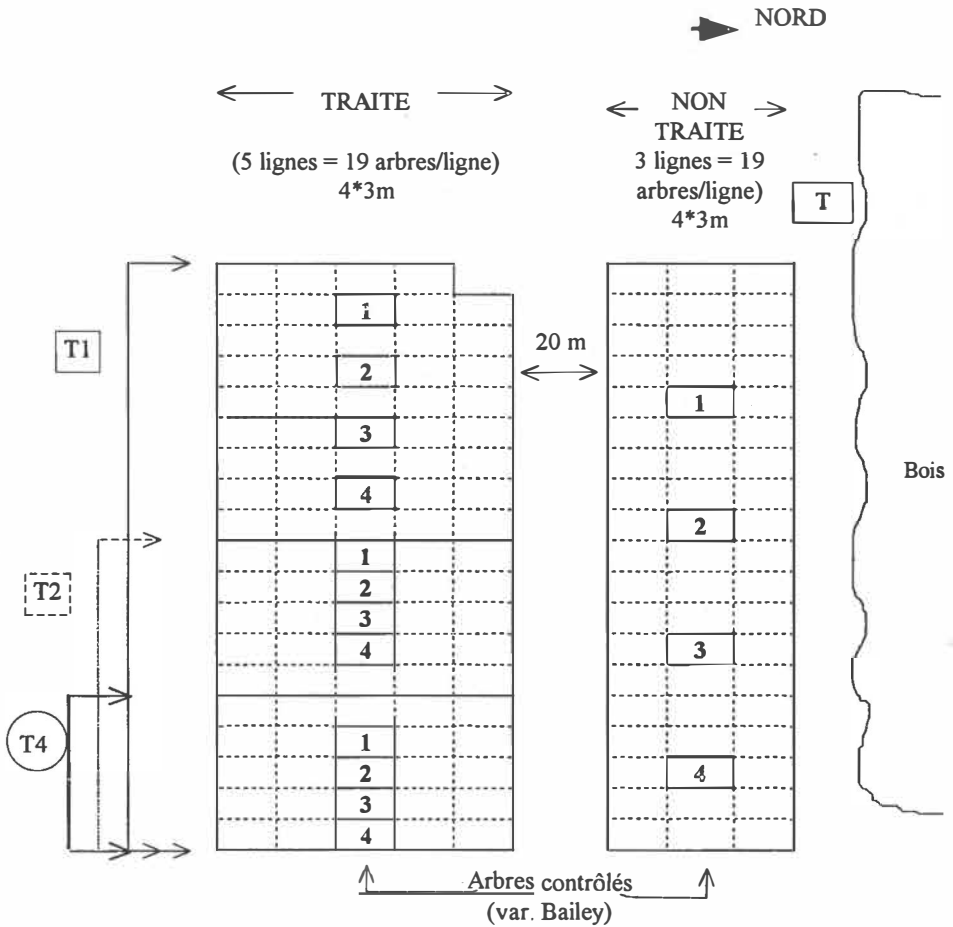 NORD
TRAITE
(5 lignes = 19 arbres/ligne)
4*3m
NON
TRAITE
3 lignes = 19
arbres/ligne)
4*3m
T
T1
T2
T4
1
2
3
4
1
2
3
4
1
2
3
4
20 m
1
2
3
4
Bois
Arbres contrôlés
(var. Bailey)